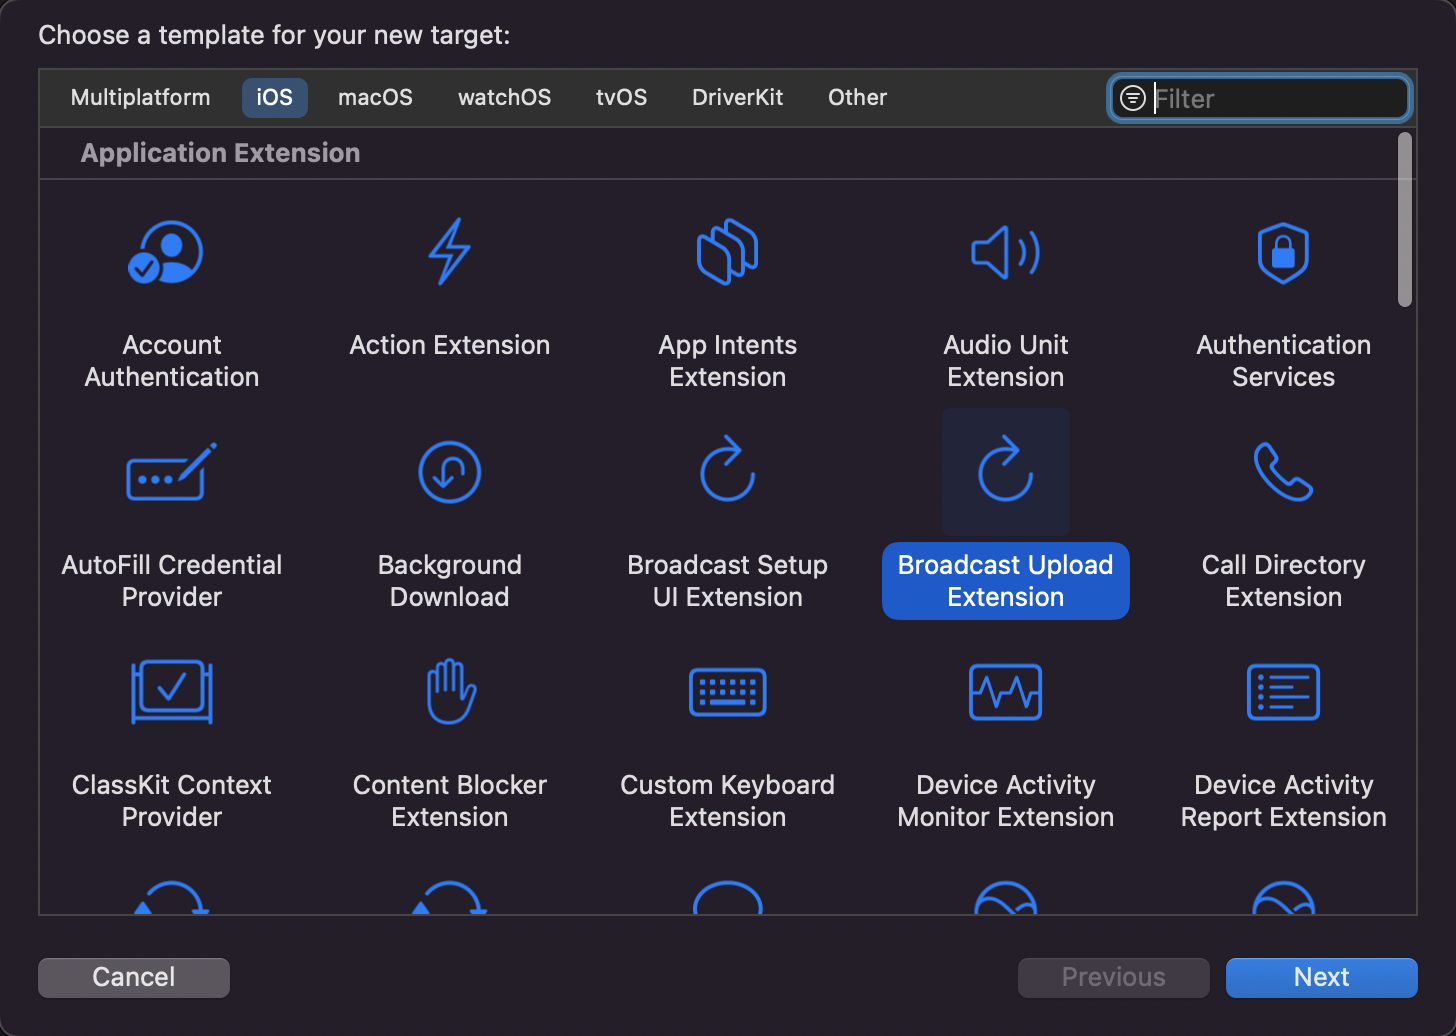 Choose a template for your new target:
Multiplatform iOS macOS watchOS tvOS DriverKit Other Filter
Application Extension
Account
Authentication
Action Extension
App Intents
Extension
Audio Unit
Extension
Authentication
Services
AutoFill Credential
Provider
Background
Download
Broadcast Setup
UI Extension
Broadcast Upload
Extension
Call Directory
Extension
ClassKit Context
Provider
Content Blocker
Extension
Custom Keyboard
Extension
Device Activity
Monitor Extension
Device Activity
Report Extension
Cancel Previous Next